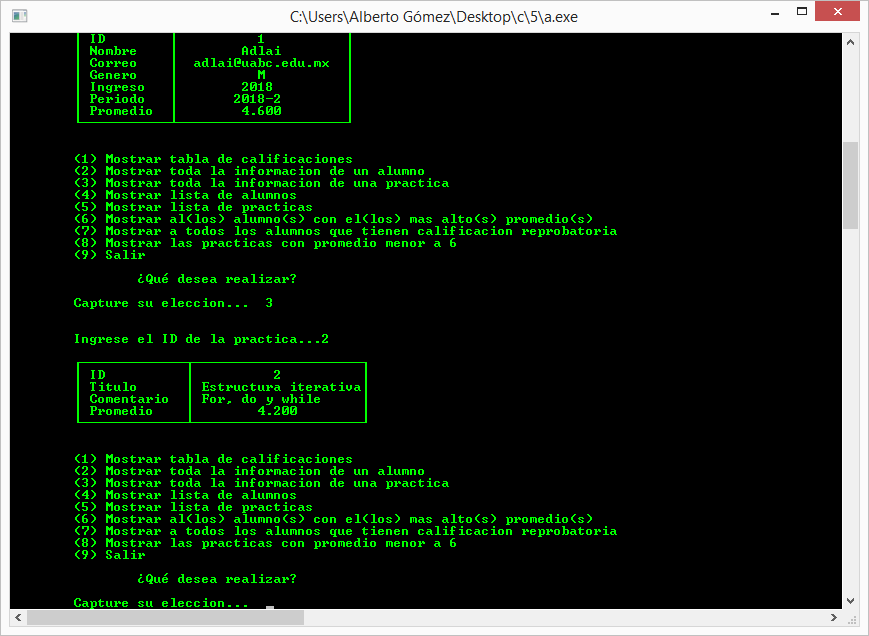 C:\Users\Alberto Gómez\Desktop\c\5\a.exe
ID 1
Nombre Adlai
Correo adlai@uabc.edu.mx
Genero M
Ingreso 2018
Periodo 2018-2
Promedio 4.600
(1) Mostrar tabla de calificaciones
(2) Mostrar toda la informacion de un alumno
(3) Mostrar toda la informacion de una practica
(4) Mostrar lista de alumnos
(5) Mostrar lista de practicas
(6) Mostrar al(los) alumno(s) con el(los) mas alto(s) promedio(s)
(7) Mostrar a todos los alumnos que tienen calificacion reprobatoria
(8) Mostrar las practicas con promedio menor a 6
(9) Salir
¿Qué desea realizar?
Capture su eleccion... 3
Ingrese el ID de la practica...2
ID 2
Titulo Estructura iterativa
Comentario For, do y while
Promedio 4.200
(1) Mostrar tabla de calificaciones
(2) Mostrar toda la informacion de un alumno
(3) Mostrar toda la informacion de una practica
(4) Mostrar lista de alumnos
(5) Mostrar lista de practicas
(6) Mostrar al(los) alumno(s) con el(los) mas alto(s) promedio(s)
(7) Mostrar a todos los alumnos que tienen calificacion reprobatoria
(8) Mostrar las practicas con promedio menor a 6
(9) Salir
¿Qué desea realizar?
Capture su eleccion...